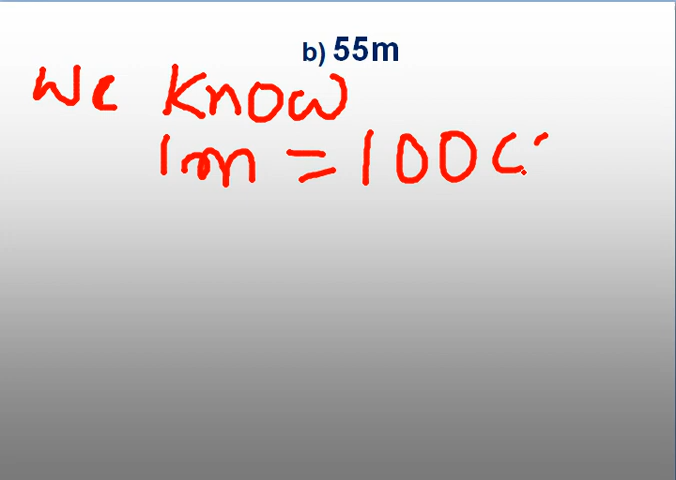 b) 55m
We know
1m = 100c